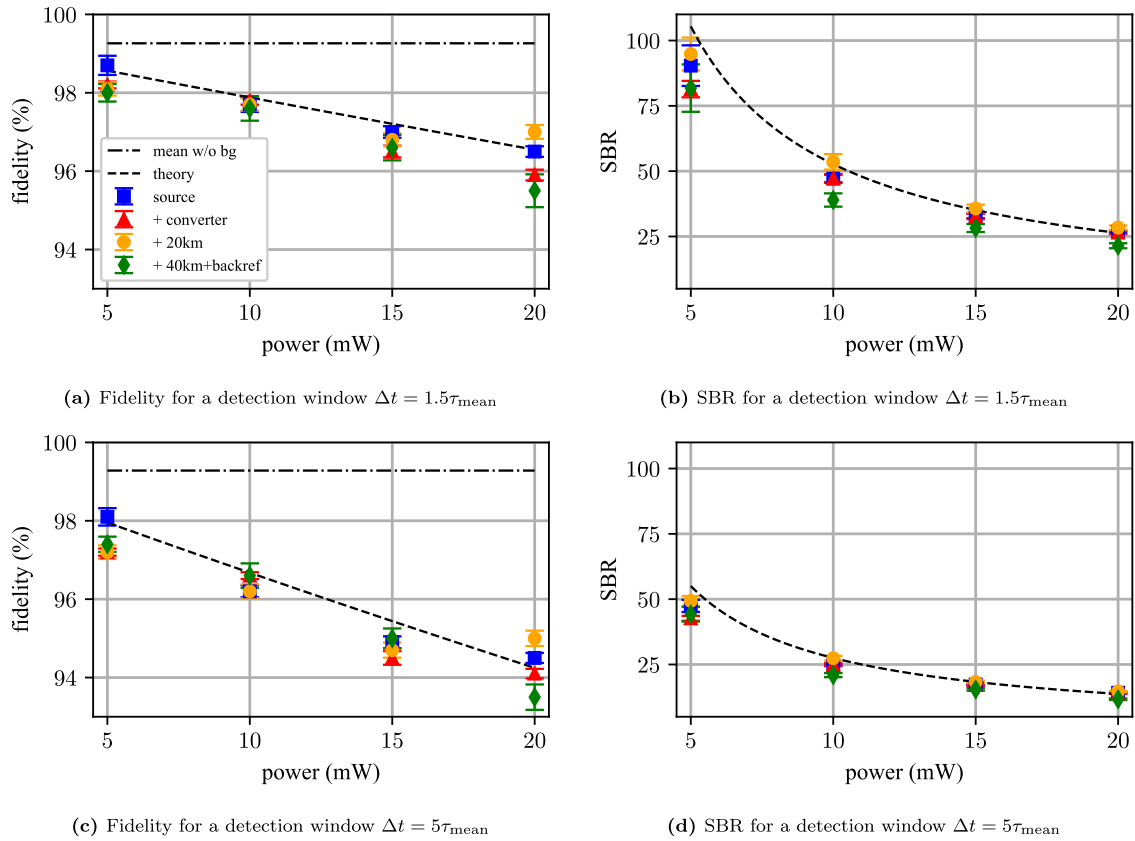 100
98
96
94
fidelity (%)
mean w/o bg
theory
source
+ converter
+ 20km
+ 40km+backref
5
10
15
20
power (mW)
(a) Fidelity for a detection window Δt = 1.5τmean
100
75
50
25
SBR
5
10
15
20
power (mW)
(b) SBR for a detection window Δt = 1.5τmean
100
98
96
94
fidelity (%)
5
10
15
20
power (mW)
(c) Fidelity for a detection window Δt = 5τmean
100
75
50
25
SBR
5
10
15
20
power (mW)
(d) SBR for a detection window Δt = 5τmean